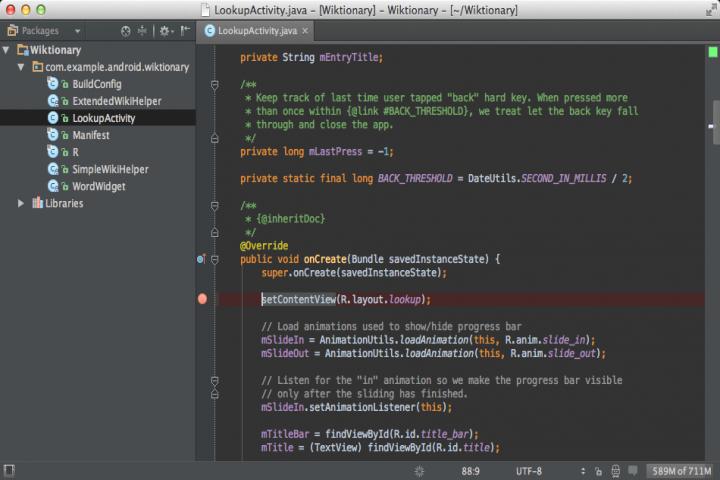 LookupActivity.java - [Wiktionary] - Wiktionary - [~/Wiktionary]
Packages
LookupActivity.java
Wiktionary
com.example.android.wiktionary
BuildConfig
ExtendedWikiHelper
LookupActivity
Manifest
R
SimpleWikiHelper
WordWidget
Libraries
private String mEntryTitle;
/**
* Keep track of last time user tapped "back" hard key. When pressed more
* than once within {@link #BACK_THRESHOLD}, we treat let the back key fall
* through and close the app.
*/
private long mLastPress = -1;
private static final long BACK_THRESHOLD = DateUtils.SECOND_IN_MILLIS / 2;
/**
* {@inheritDoc}
*/
@Override
public void onCreate(Bundle savedInstanceState) {
super.onCreate(savedInstanceState);
setContentView(R.layout.lookup);
// Load animations used to show/hide progress bar
mSlideIn = AnimationUtils.loadAnimation(this, R.anim.slide_in);
mSlideOut = AnimationUtils.loadAnimation(this, R.anim.slide_out);
// Listen for the "in" animation so we make the progress bar visible
// only after the sliding has finished.
mSlideIn.setAnimationListener(this);
mTitleBar = findViewById(R.id.title_bar);
mTitle = (TextView) findViewById(R.id.title);
88:9 UTF-8 589M of 711M